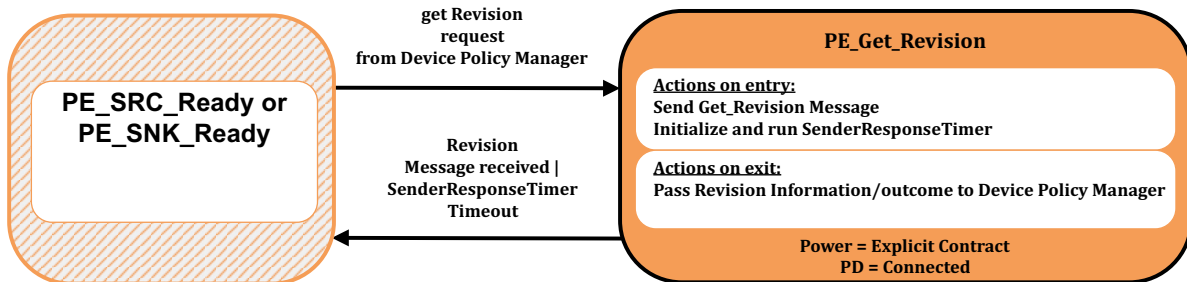 get Revision
request
from Device Policy Manager
PE_SRC_Ready or
PE_SNK_Ready
Revision
Message received |
SenderResponseTimer
Timeout
PE_Get_Revision
Actions on entry:
Send Get_Revision Message
Initialize and run SenderResponseTimer
Actions on exit:
Pass Revision Information/outcome to Device Policy Manager
Power = Explicit Contract
PD = Connected